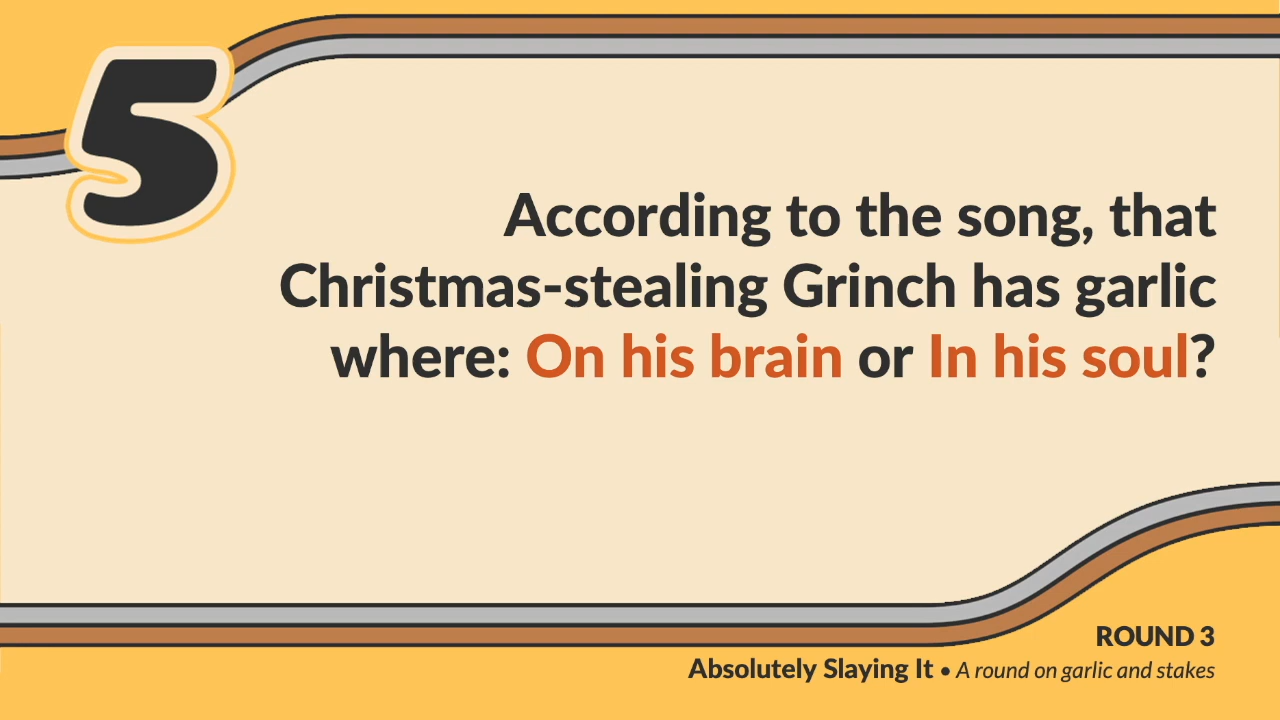 5
According to the song, that
Christmas-stealing Grinch has garlic
where: On his brain or In his soul?
ROUND 3
Absolutely Slaying It • A round on garlic and stakes